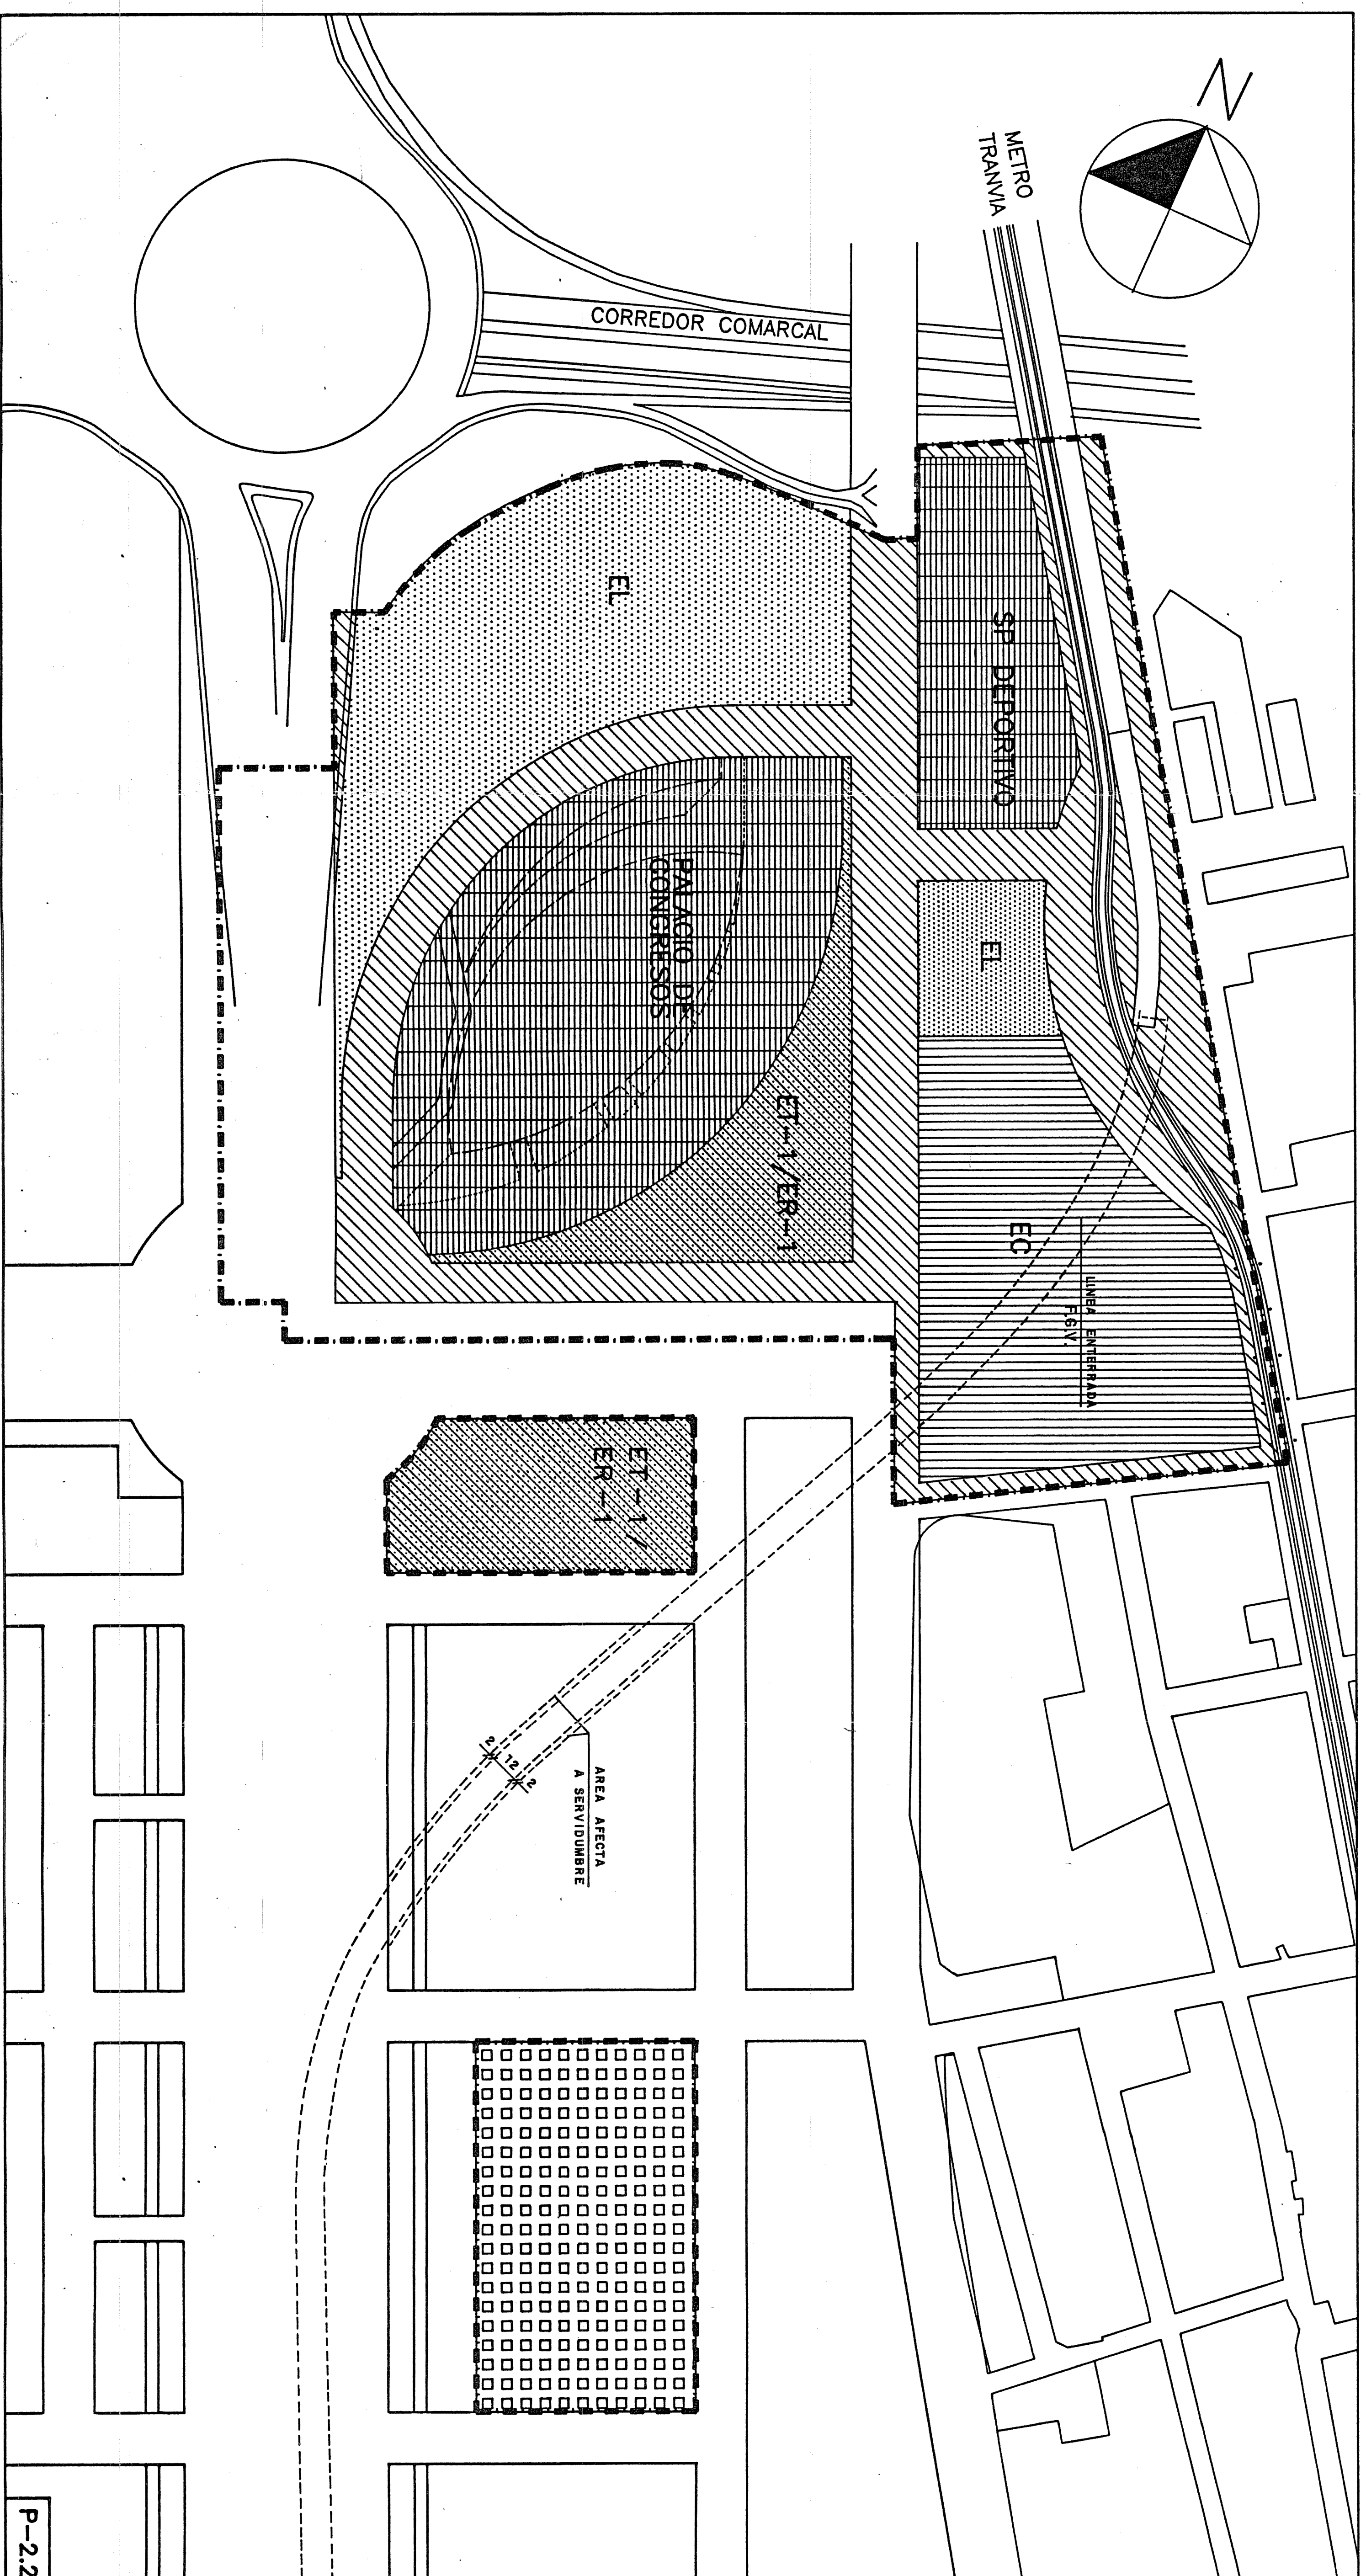 N
METRO
TRANVIA
CORREDOR COMARCAL
SP DEPORTIVO
EL
EL
PALACIO DE
CONGRESOS
ET-1/ER-1
EC
LINEA ENTERRADA
F.G.V.
ET-1/
ER-1
AREA AFECTA
A SERVIDUMBRE
2 12 2
P-2.2